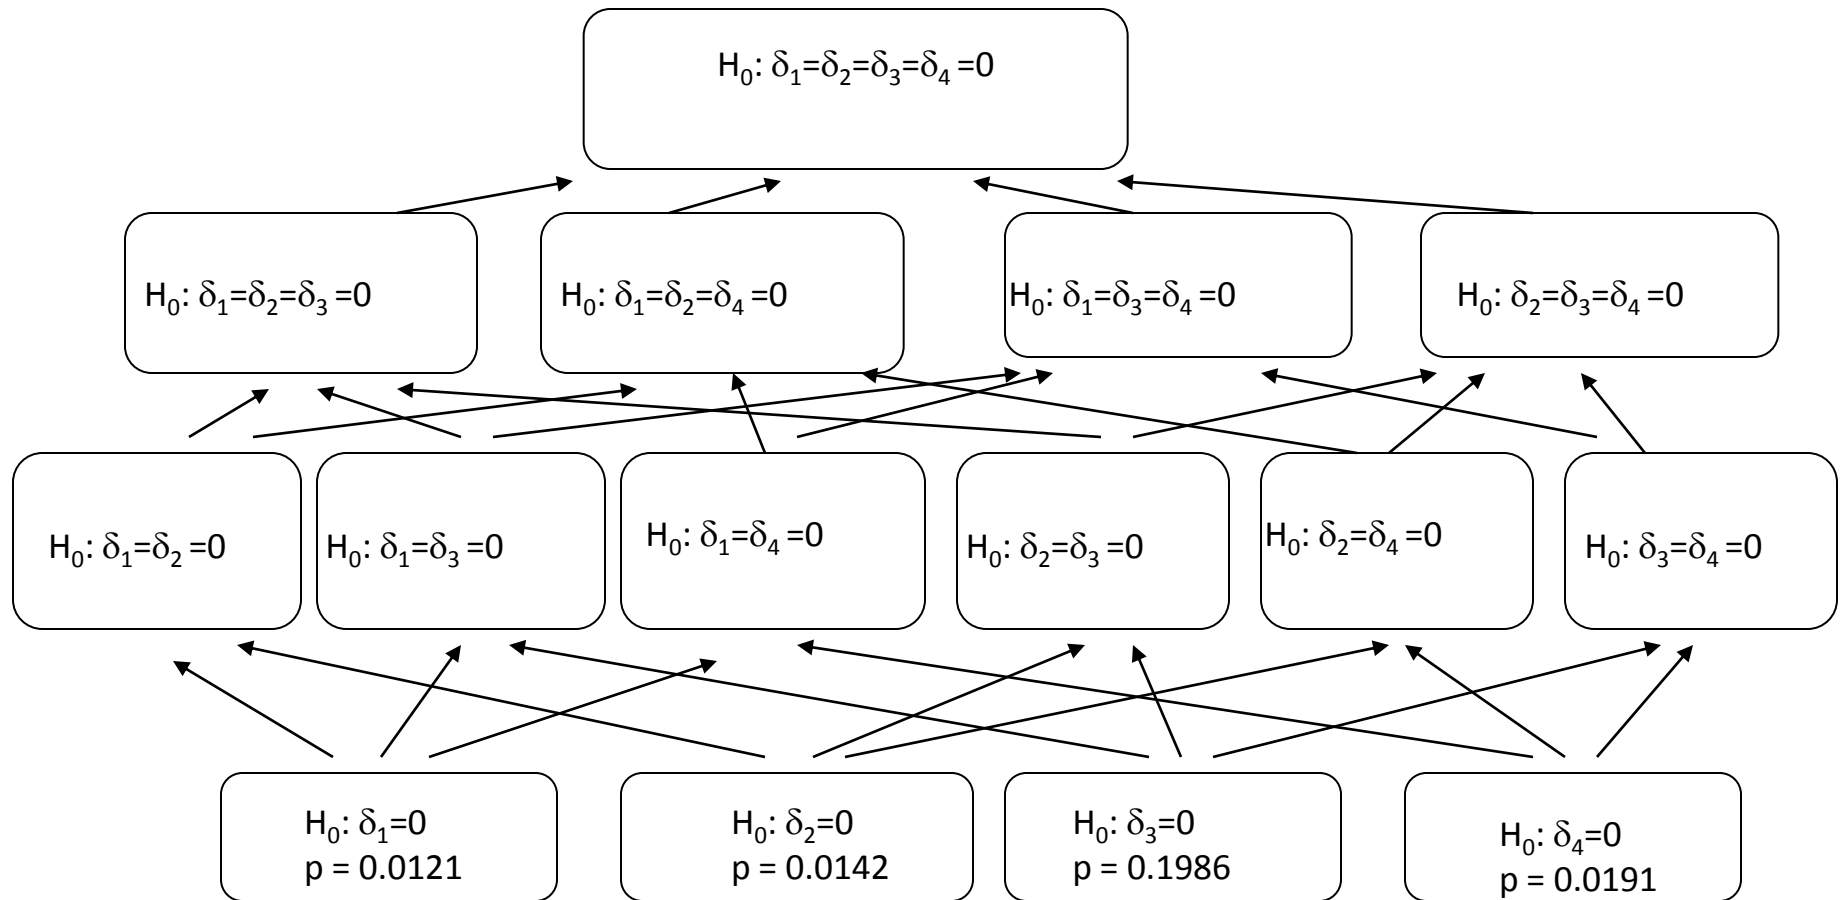 H₀: δ₁=δ₂=δ₃=δ₄ =0
H₀: δ₁=δ₂=δ₃ =0
H₀: δ₁=δ₂=δ₄ =0
H₀: δ₁=δ₃=δ₄ =0
H₀: δ₂=δ₃=δ₄ =0
H₀: δ₁=δ₂ =0
H₀: δ₁=δ₃ =0
H₀: δ₁=δ₄ =0
H₀: δ₂=δ₃ =0
H₀: δ₂=δ₄ =0
H₀: δ₃=δ₄ =0
H₀: δ₁=0
p = 0.0121
H₀: δ₂=0
p = 0.0142
H₀: δ₃=0
p = 0.1986
H₀: δ₄=0
p = 0.0191